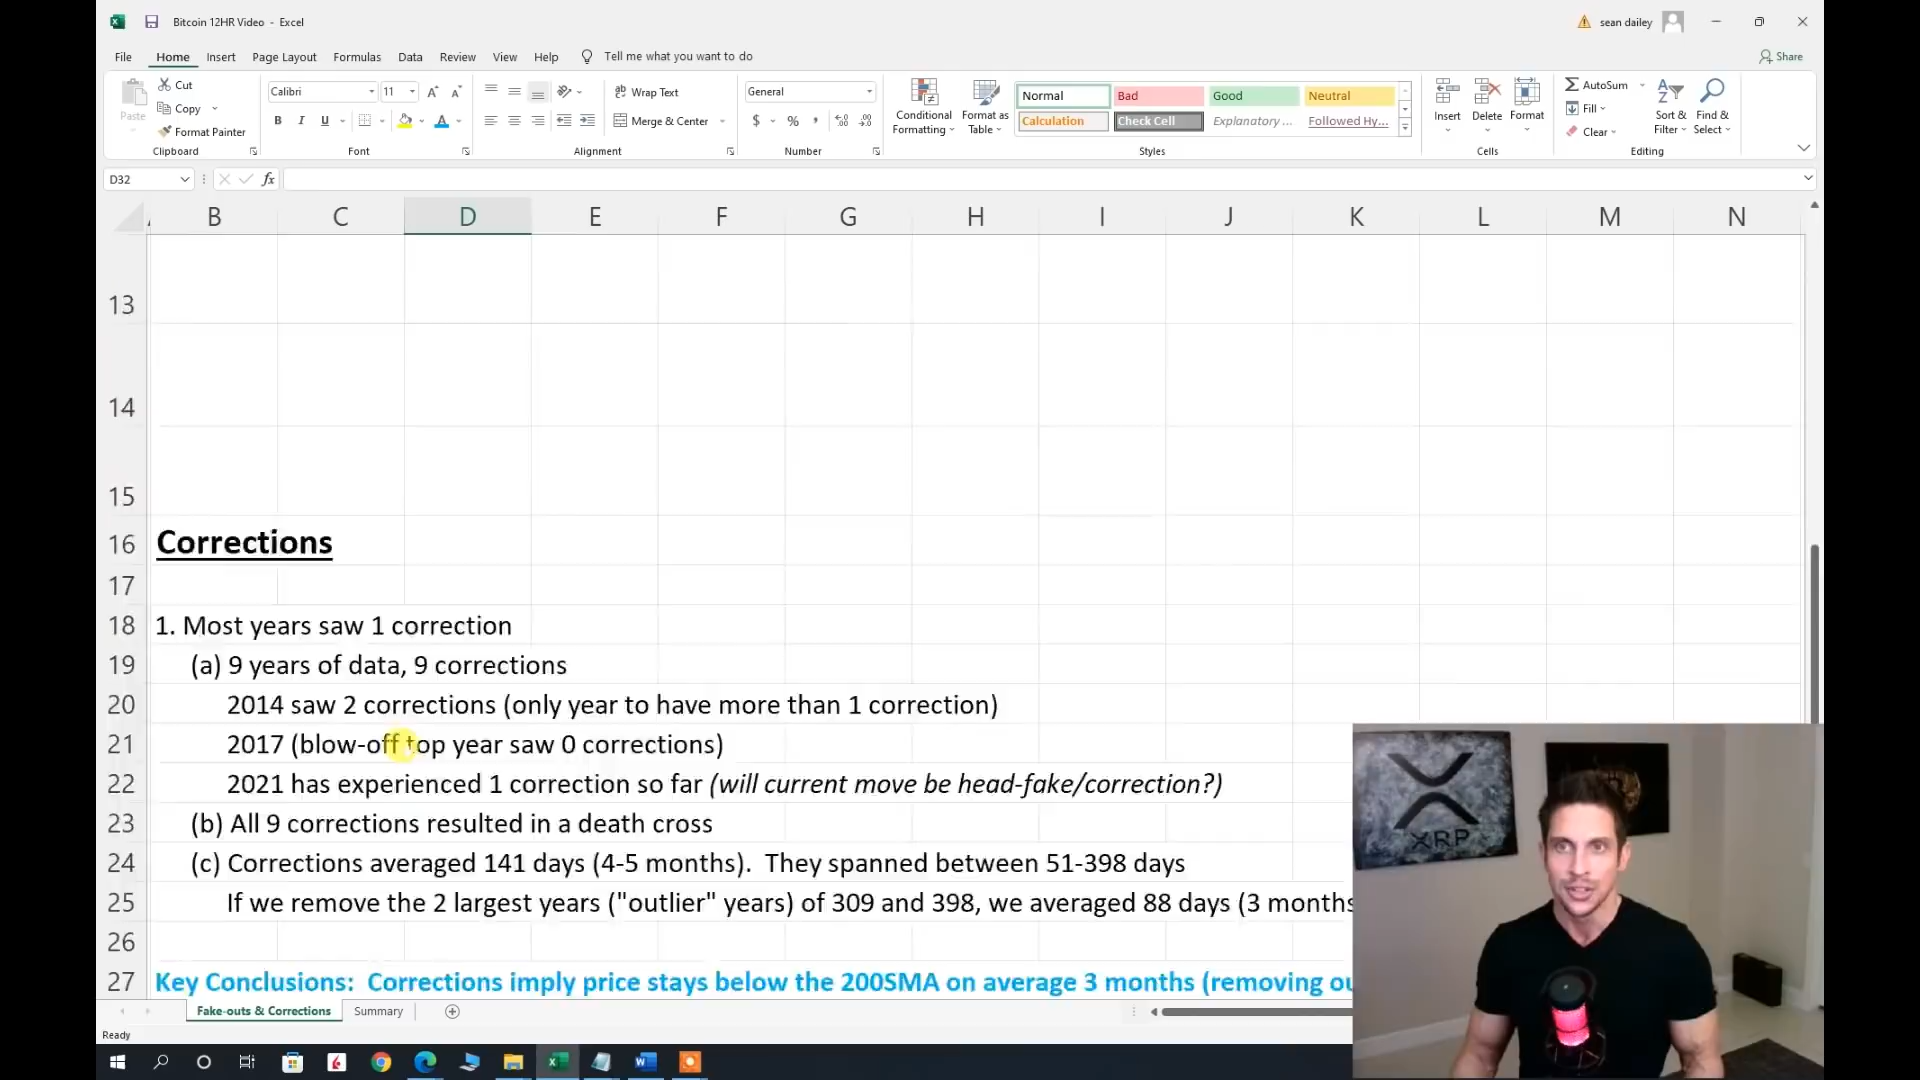 Bitcoin 12HR Video - Excel
sean dailey
File Home Insert Page Layout Formulas Data Review View Help Tell me what you want to do
Share
Paste
Cut
Copy
Format Painter
Clipboard
Calibri 11
B I U
Font
Wrap Text
Merge & Center
Alignment
General
$ % ,
Number
Conditional Formatting
Format as Table
Normal Bad Good Neutral
Calculation Check Cell Explanatory ... Followed Hy...
Styles
Insert Delete Format
Cells
AutoSum
Fill
Clear
Sort & Filter
Find & Select
Editing
D32
fx
B C D E F G H I J K L M N
13
14
15
16 Corrections
17
18 1. Most years saw 1 correction
19 (a) 9 years of data, 9 corrections
20 2014 saw 2 corrections (only year to have more than 1 correction)
21 2017 (blow-off top year saw 0 corrections)
22 2021 has experienced 1 correction so far (will current move be head-fake/correction?)
23 (b) All 9 corrections resulted in a death cross
24 (c) Corrections averaged 141 days (4-5 months). They spanned between 51-398 days
25 If we remove the 2 largest years ("outlier" years) of 309 and 398, we averaged 88 days (3 months
26
27 Key Conclusions: Corrections imply price stays below the 200SMA on average 3 months (removing ou
XRP
Fake-outs & Corrections Summary
Ready